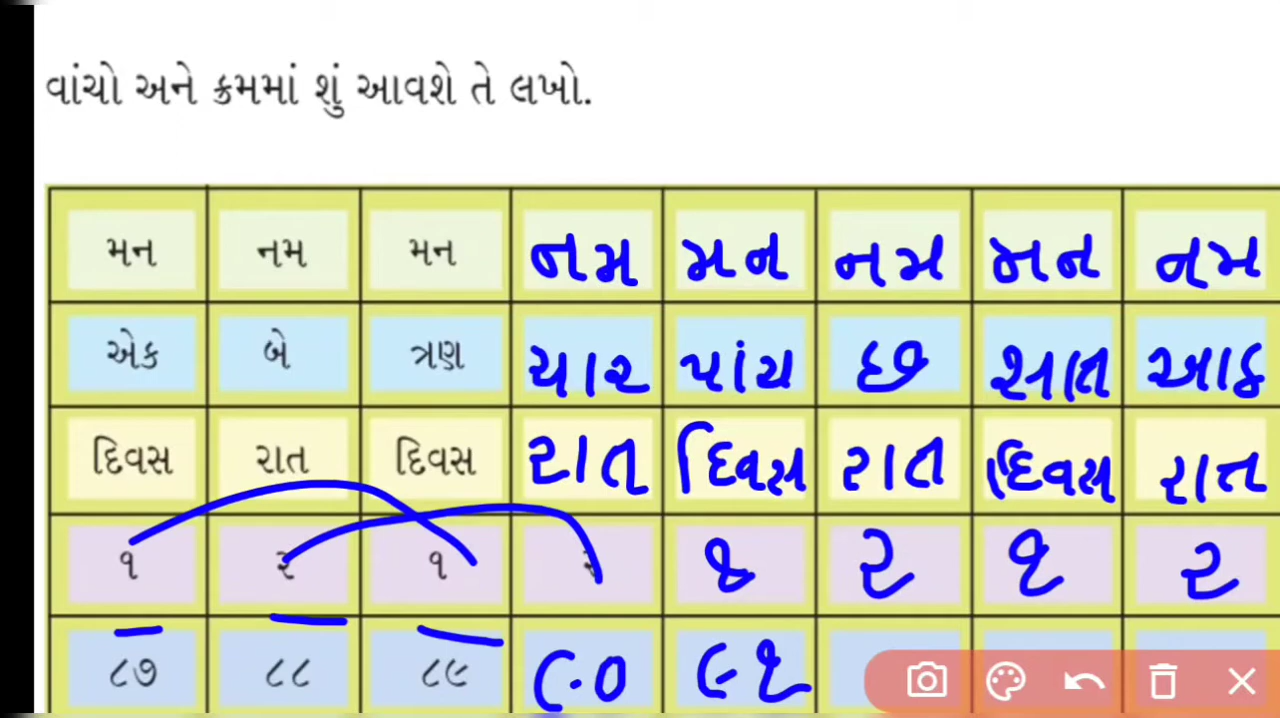 વાંચો અને ક્રમમાં શું આવશે તે લખો.
મન નમ મન નમ મન નમ મન નમ
એક બે ત્રણ ચાર પાંચ છ સાત આઠ
દિવસ રાત દિવસ રાત દિવસ રાત દિવસ રાત
૧ ૨ ૧ ૨ ૧ ૨ ૧ ૨
૮૭ ૮૮ ૮૯ ૯૦ ૯૧